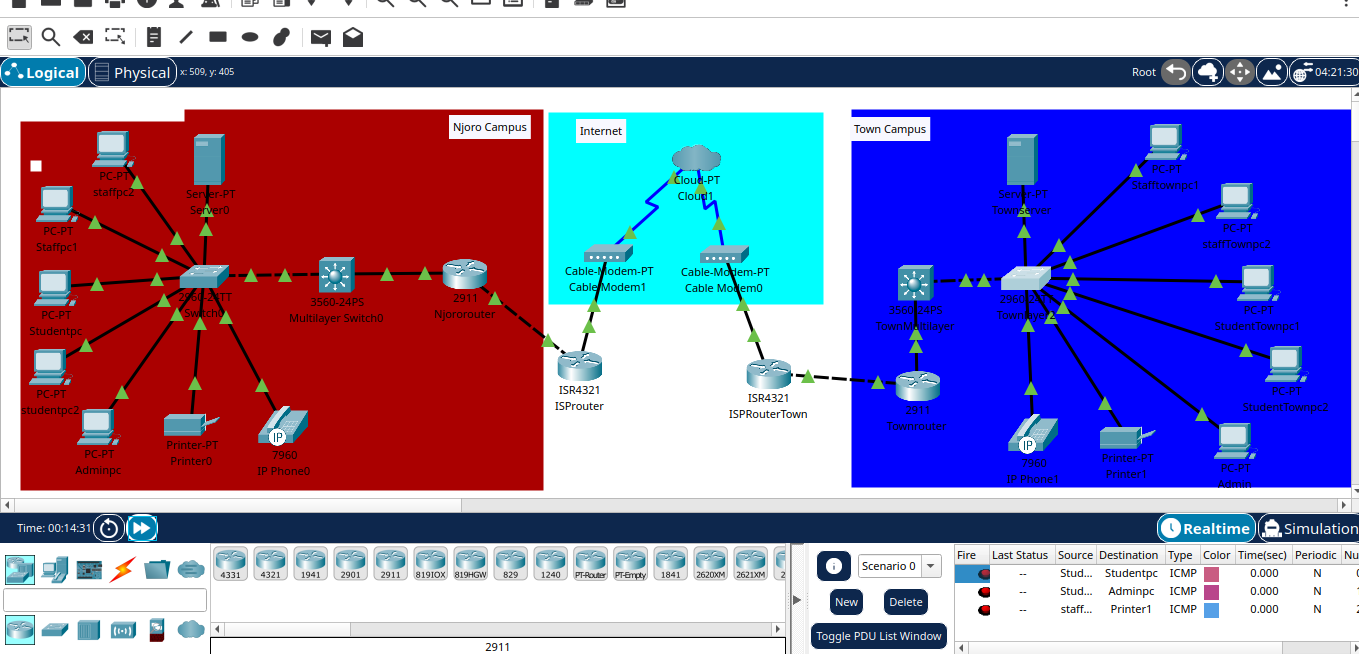 Logical
Physical
x: 509, y: 405
Root
04:21:30
Njoro Campus
Internet
Town Campus
PC-PT
staffpc2
Server-PT
Server0
PC-PT
Staffpc1
2960-24TT
Switch0
3560-24PS
Multilayer Switch0
2911
Njororouter
PC-PT
Studentpc
PC-PT
studentpc2
PC-PT
Adminpc
Printer-PT
Printer0
IP
7960
IP Phone0
Cloud-PT
Cloud1
Cable-Modem-PT
Cable Modem1
Cable-Modem-PT
Cable Modem0
ISR4321
ISProuter
ISR4321
ISPRouterTown
Server-PT
Townserver
PC-PT
Stafftownpc1
PC-PT
staffTownpc2
3560-24PS
TownMultilayer
2960-24TT
PC-PT
StudentTownpc1
PC-PT
StudentTownpc2
2911
Townrouter
IP
7960
IP Phone1
Printer-PT
Printer1
PC-PT
Admin
Time: 00:14:31
Realtime
Simulation
4331
4321
1941
2901
2911
819IOX
819HGW
829
1240
PT-Router
PT-Empty
1841
2620XM
2621XM
2911
Scenario 0
New
Delete
Toggle PDU List Window
Fire Last Status Source Destination Type Color Time(sec) Periodic Nu
-- Stud... Studentpc ICMP 0.000 N
-- Stud... Adminpc ICMP 0.000 N
-- staff... Printer1 ICMP 0.000 N